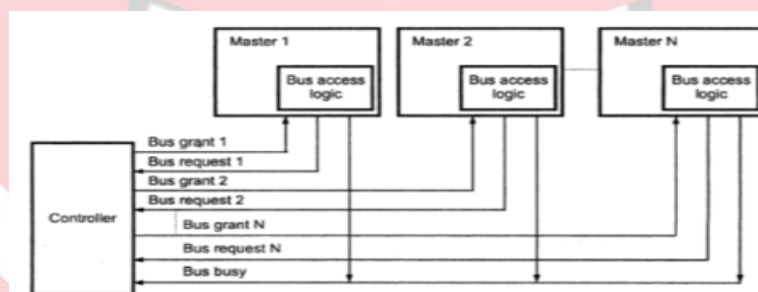 Master 1
Master 2
Master N
Bus access
logic
Bus access
logic
Bus access
logic
Bus grant 1
Bus request 1
Bus grant 2
Bus request 2
Controller
Bus grant N
Bus request N
Bus busy